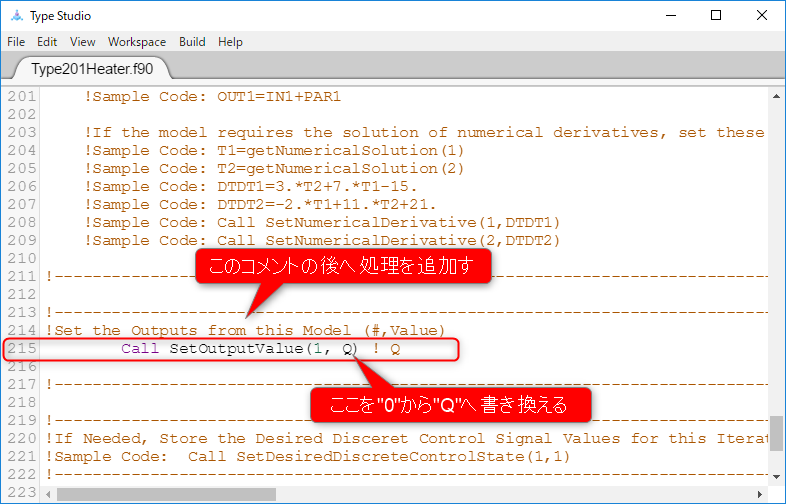 Type Studio
File Edit View Workspace Build Help
Type201Heater.f90
201 !Sample Code: OUT1=IN1+PAR1
202
203 !If the model requires the solution of numerical derivatives, set these
204 !Sample Code: T1=getNumericalSolution(1)
205 !Sample Code: T2=getNumericalSolution(2)
206 !Sample Code: DTDT1=3.*T2+7.*T1-15.
207 !Sample Code: DTDT2=-2.*T1+11.*T2+21.
208 !Sample Code: Call SetNumericalDerivative(1,DTDT1)
209 !Sample Code: Call SetNumericalDerivative(2,DTDT2)
210
このコメントの後へ処理を追加す
211 !-----------------------------------------------------------------------
212
213 !-----------------------------------------------------------------------
214 !Set the Outputs from this Model (#,Value)
215 Call SetOutputValue(1, Q) ! Q
216
217 !-----------------------------------------------------------------------
ここを"0"から"Q"へ書き換える
218
219 !-----------------------------------------------------------------------
220 !If Needed, Store the Desired Disceret Control Signal Values for this Iterat
221 !Sample Code:  Call SetDesiredDiscreteControlState(1,1)
222 !-----------------------------------------------------------------------
223